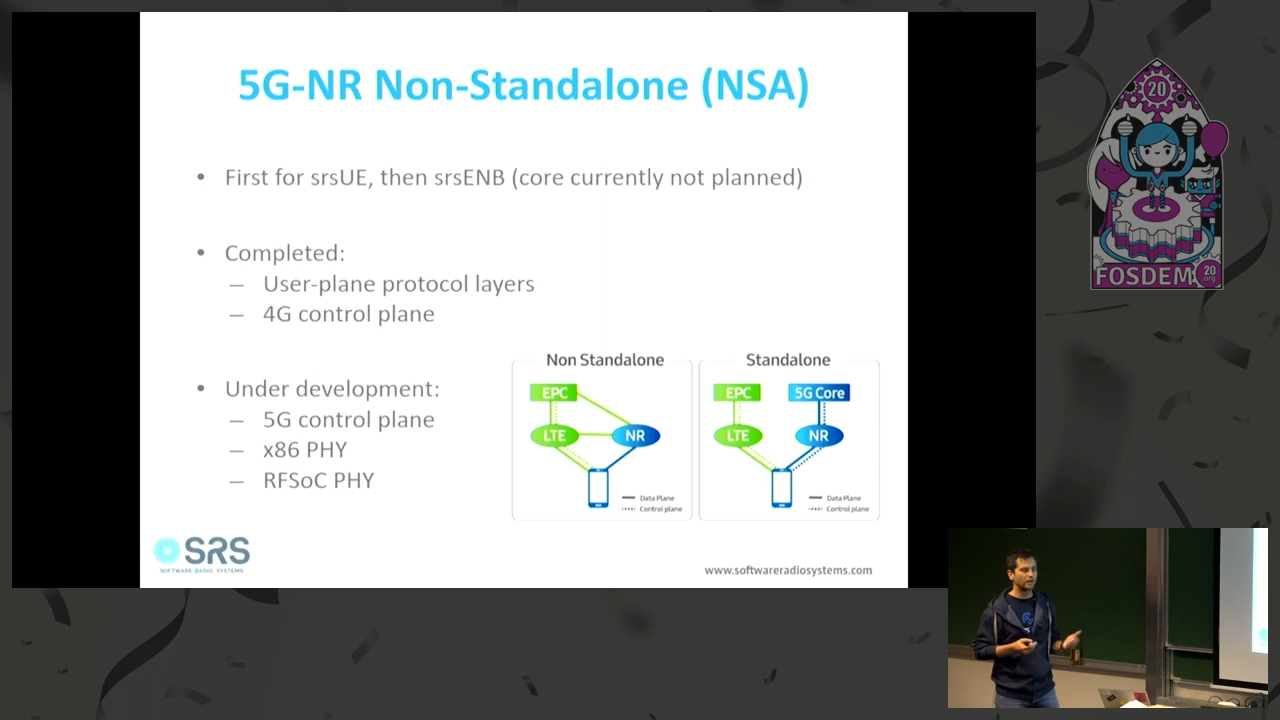 5G-NR Non-Standalone (NSA)
• First for srsUE, then srsENB (core currently not planned)
• Completed:
– User-plane protocol layers
– 4G control plane
• Under development:
– 5G control plane
– x86 PHY
– RFSoC PHY
Non Standalone
EPC
LTE
NR
Data Plane
Control plane
Standalone
EPC
5G Core
LTE
NR
Data Plane
Control plane
SRS
SOFTWARE RADIO SYSTEMS
www.softwareradiosystems.com
20
FOSDEM
20
.org